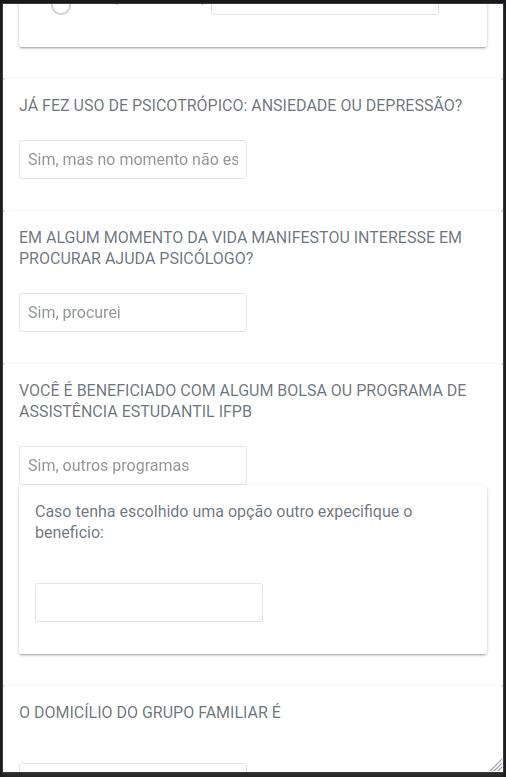 JÁ FEZ USO DE PSICOTRÓPICO: ANSIEDADE OU DEPRESSÃO?
Sim, mas no momento não es
EM ALGUM MOMENTO DA VIDA MANIFESTOU INTERESSE EM
PROCURAR AJUDA PSICÓLOGO?
Sim, procurei
VOCÊ É BENEFICIADO COM ALGUM BOLSA OU PROGRAMA DE
ASSISTÊNCIA ESTUDANTIL IFPB
Sim, outros programas
Caso tenha escolhido uma opção outro expecifique o
beneficio:
O DOMICÍLIO DO GRUPO FAMILIAR É